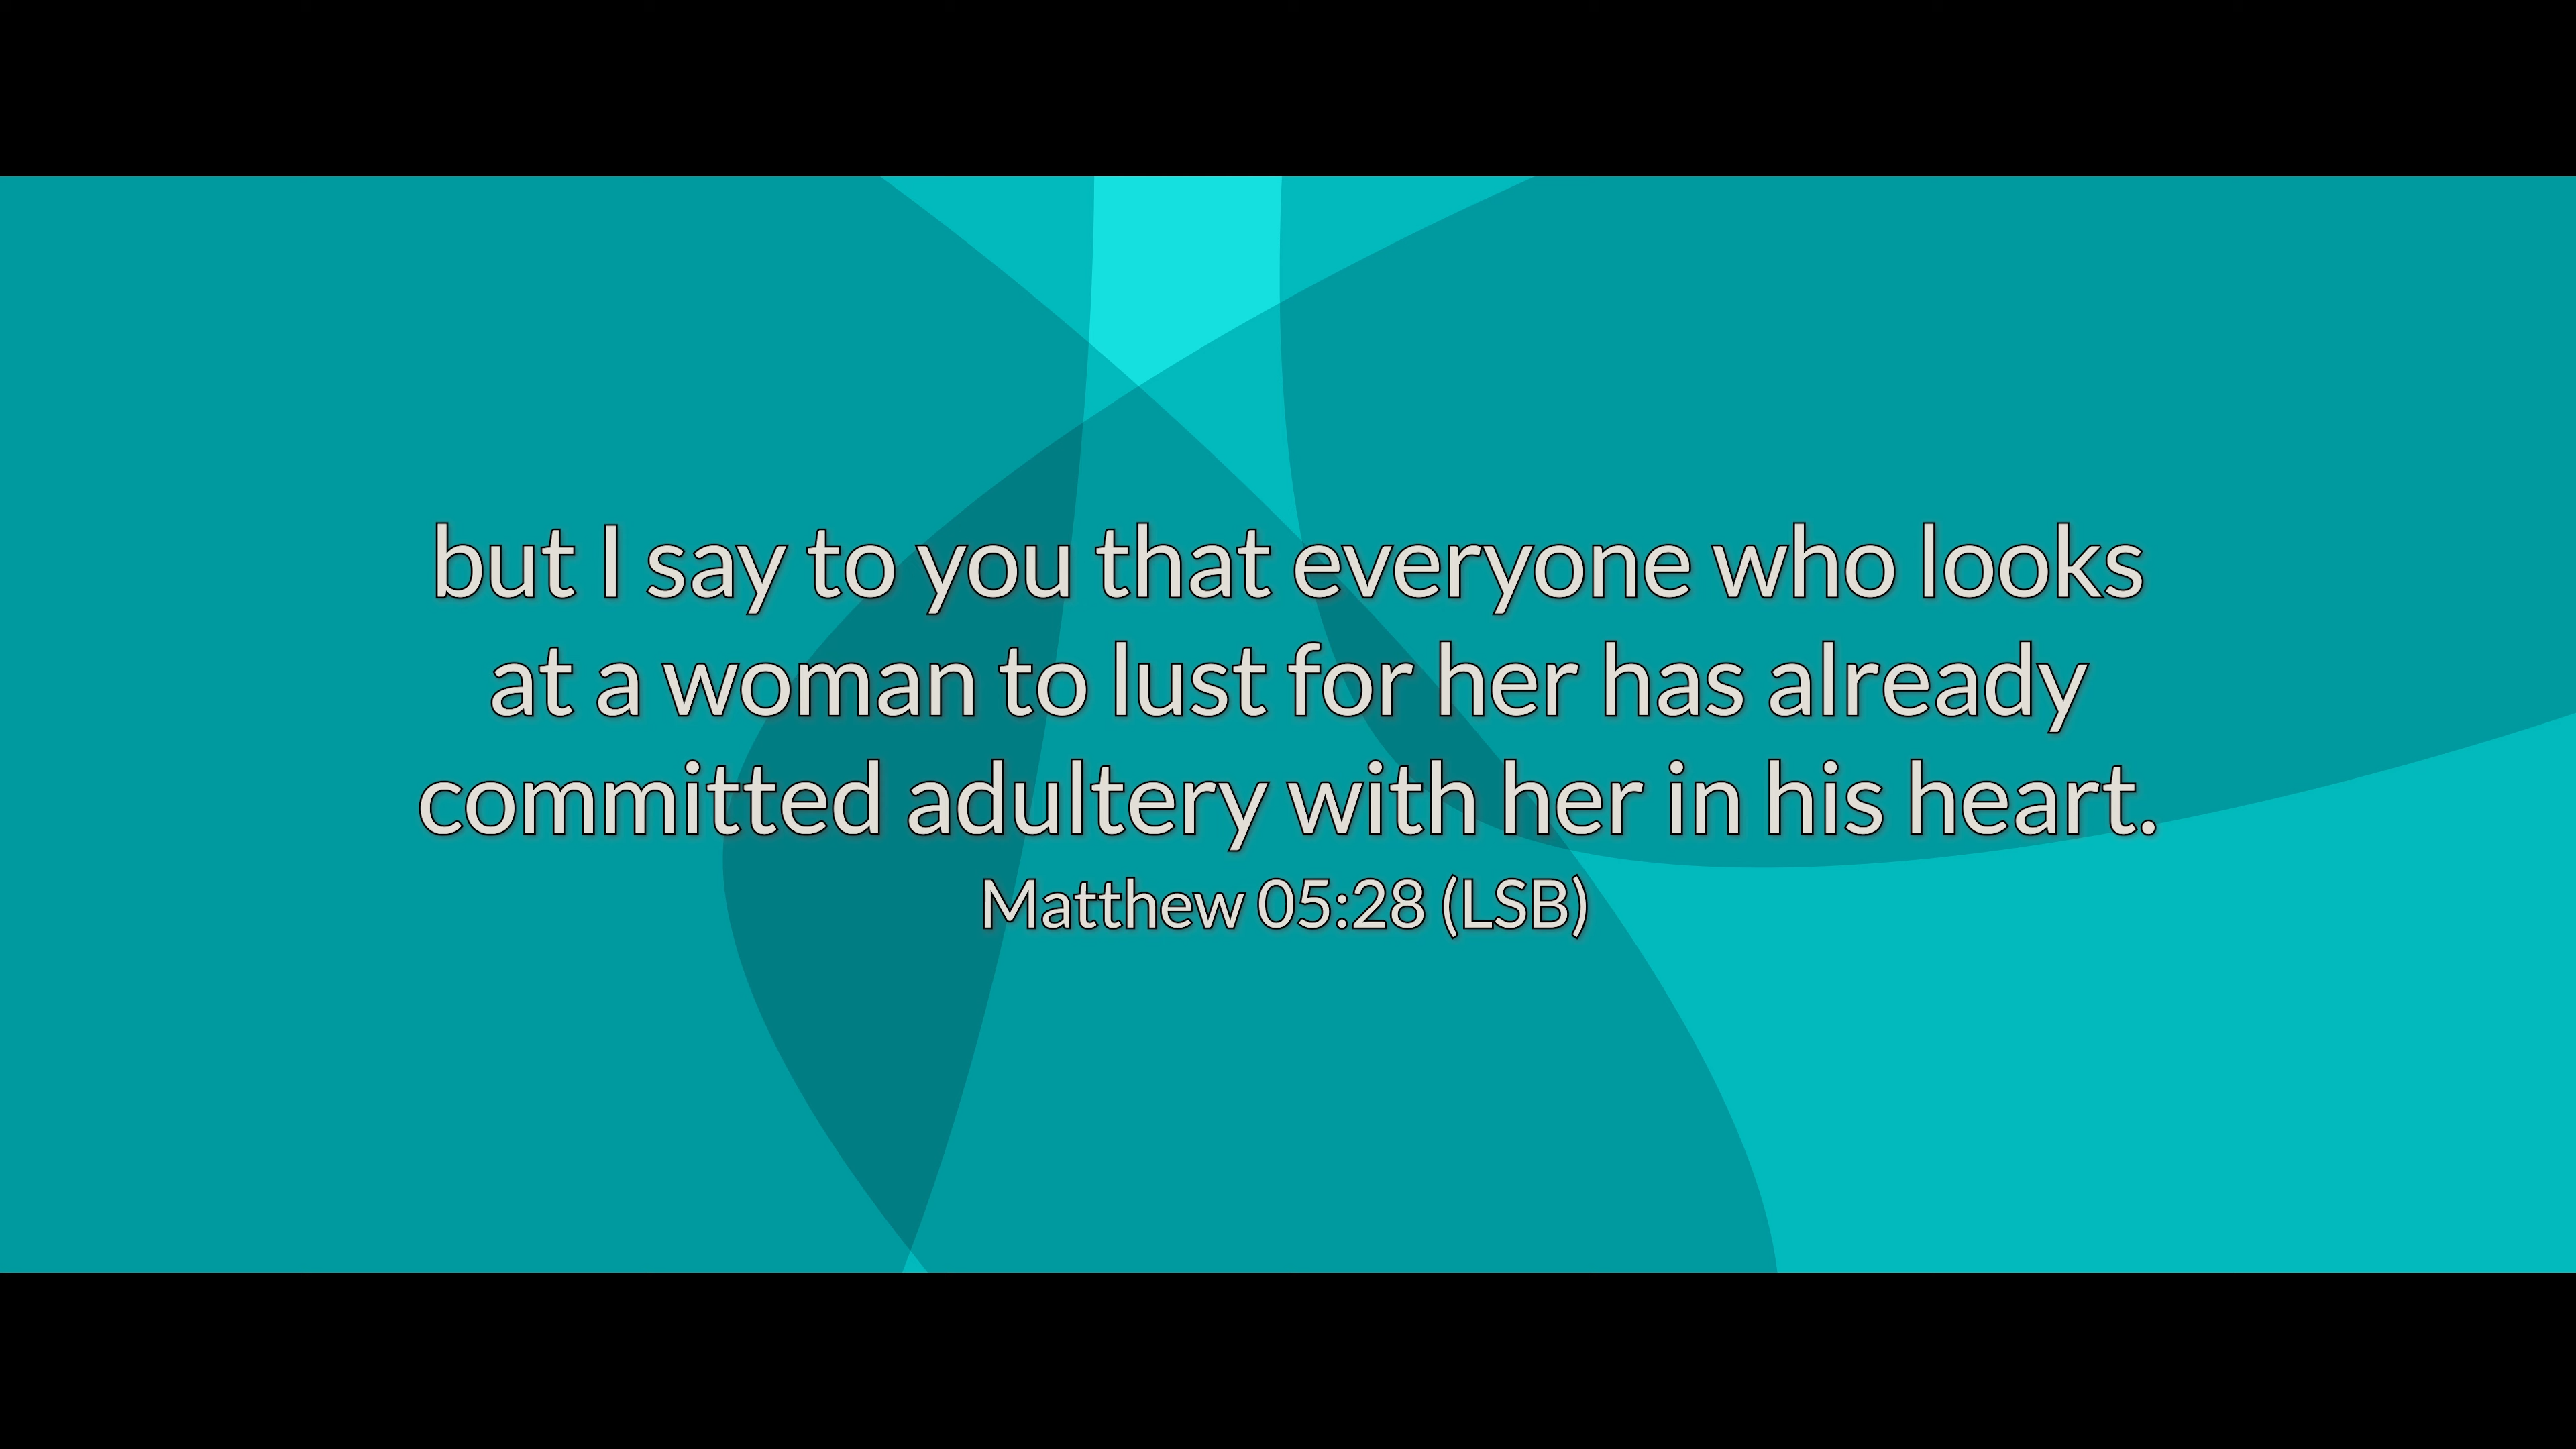 but I say to you that everyone who looks
at a woman to lust for her has already
committed adultery with her in his heart.
Matthew 05:28 (LSB)